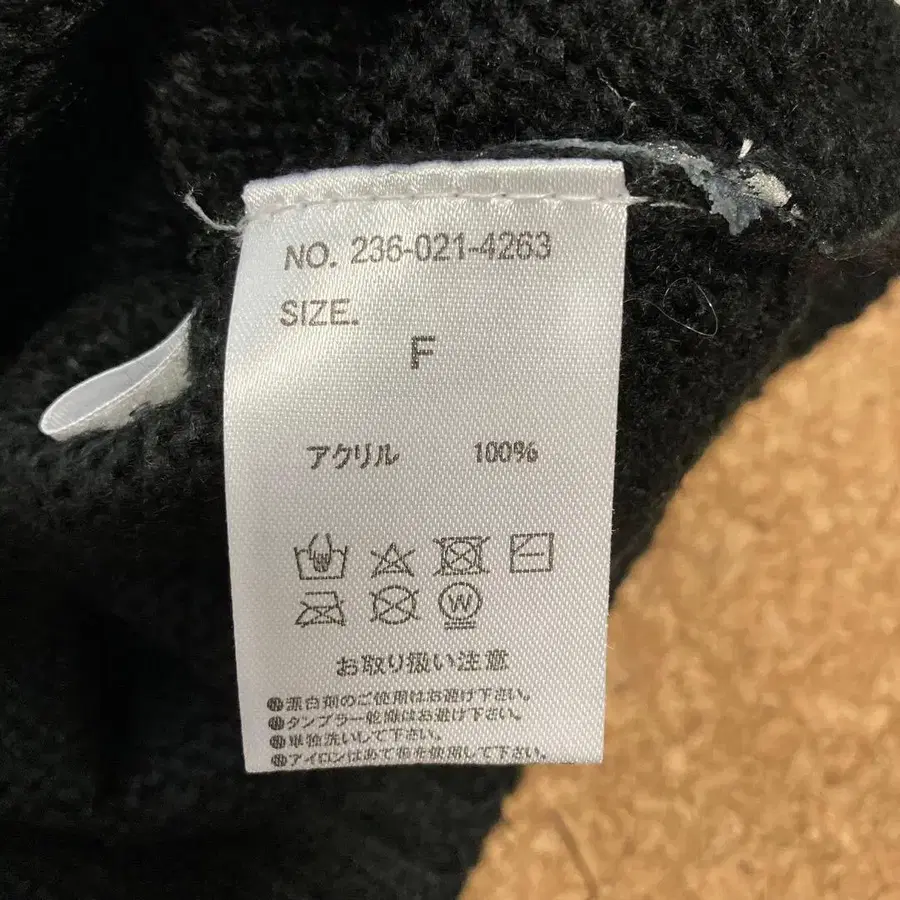 NO. 236-021-4263
SIZE.
F
アクリル 100%
W
お取り扱い注意
●漂白剤のご使用はお避け下さい。
●タンブラー乾燥はお避け下さい。
●単独洗いして下さい。
●アイロンはあて布を使用して下さい。